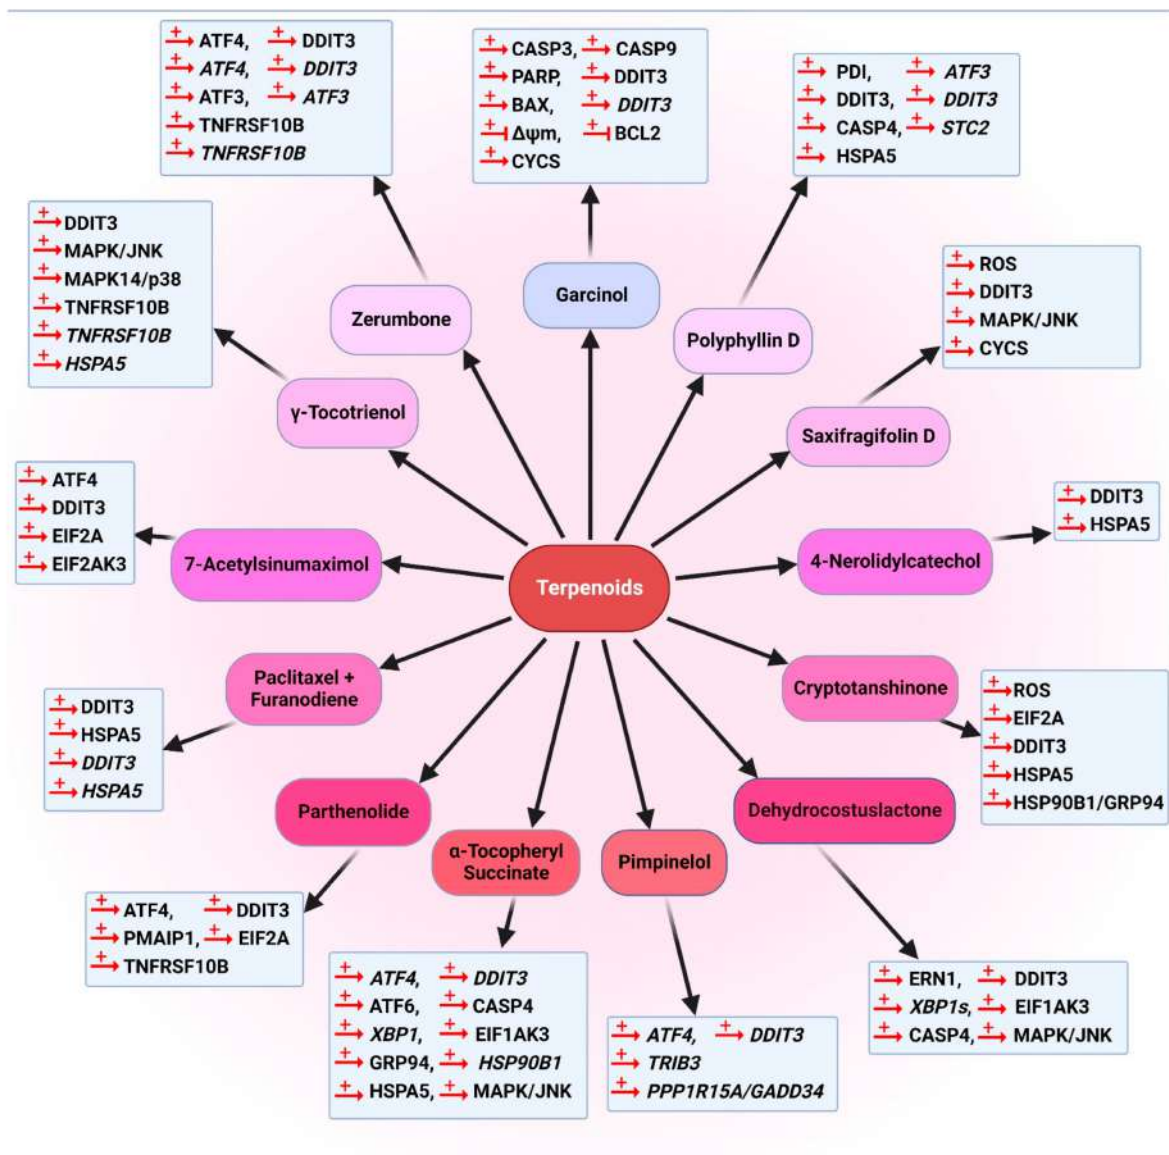 + ATF4, + DDIT3
+ ATF4, + DDIT3
+ ATF3, + ATF3
+ TNFRSF10B
+ TNFRSF10B
+ CASP3, + CASP9
+ PARP, + DDIT3
+ BAX, + DDIT3
+ Δψm, + BCL2
+ CYCS
+ PDI, + ATF3
+ DDIT3, + DDIT3
+ CASP4, + STC2
+ HSPA5
+ DDIT3
+ MAPK/JNK
+ MAPK14/p38
+ TNFRSF10B
+ TNFRSF10B
+ HSPA5
Zerumbone
Garcinol
Polyphyllin D
+ ROS
+ DDIT3
+ MAPK/JNK
+ CYCS
γ-Tocotrienol
Saxifragifolin D
+ ATF4
+ DDIT3
+ EIF2A
+ EIF2AK3
7-Acetylsinumaximol
Terpenoids
4-Nerolidylcatechol
+ DDIT3
+ HSPA5
Paclitaxel +
Furanodiene
Cryptotanshinone
+ DDIT3
+ HSPA5
+ DDIT3
+ HSPA5
+ ROS
+ EIF2A
+ DDIT3
+ HSPA5
+ HSP90B1/GRP94
Parthenolide
α-Tocopheryl
Succinate
Pimpinelol
Dehydrocostuslactone
+ ATF4, + DDIT3
+ PMAIP1, + EIF2A
+ TNFRSF10B
+ ATF4, + DDIT3
+ ATF6, + CASP4
+ XBP1, + EIF1AK3
+ GRP94, + HSP90B1
+ HSPA5, + MAPK/JNK
+ ATF4, + DDIT3
+ TRIB3
+ PPP1R15A/GADD34
+ ERN1, + DDIT3
+ XBP1s, + EIF1AK3
+ CASP4, + MAPK/JNK